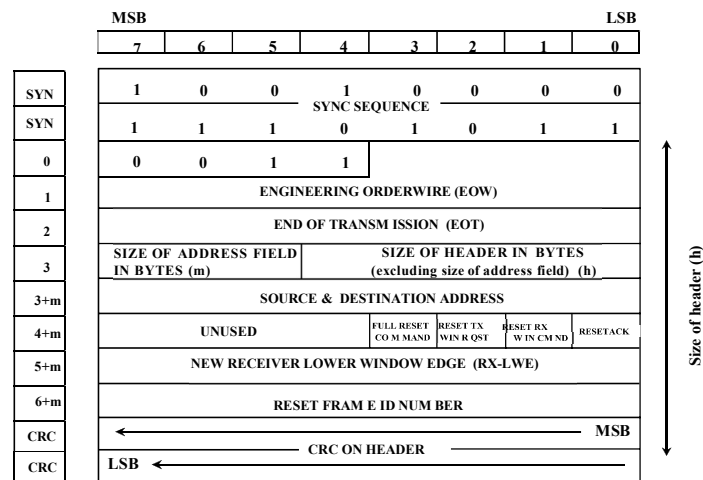 MSB LSB
7 6 5 4 3 2 1 0
SYN 1 0 0 1 0 0 0 0
SYNC SEQUENCE
SYN 1 1 1 0 1 0 1 1
0 0 0 1 1
1 ENGINEERING ORDERWIRE (EOW)
2 END OF TRANSM ISSION (EOT)
3 SIZE OF ADDRESS FIELD SIZE OF HEADER IN BYTES
IN BYTES (m) (excluding size of address field) (h)
3+m SOURCE & DESTINATION ADDRESS
4+m UNUSED FULL RESET RESET TX RESET RX RESETACK
CO M MAND WIN R QST W IN CM ND
5+m NEW RECEIVER LOWER WINDOW EDGE (RX-LWE)
6+m RESET FRAM E ID NUM BER
CRC MSB
CRC ON HEADER
CRC LSB
Size of header (h)